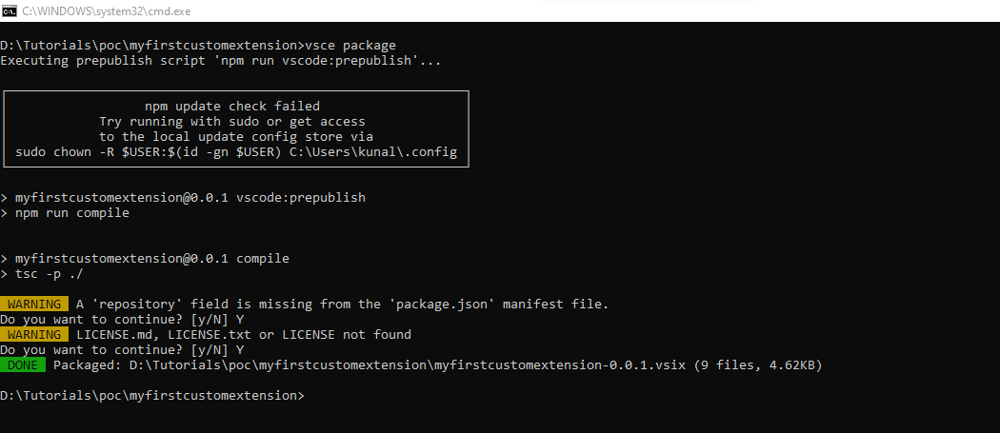 C:\WINDOWS\system32\cmd.exe
D:\Tutorials\poc\myfirstcustomextension>vsce package
Executing prepublish script 'npm run vscode:prepublish'...
npm update check failed
Try running with sudo or get access
to the local update config store via
sudo chown -R $USER:$(id -gn $USER) C:\Users\kunal\.config
> myfirstcustomextension@0.0.1 vscode:prepublish
> npm run compile
> myfirstcustomextension@0.0.1 compile
> tsc -p ./
WARNING A 'repository' field is missing from the 'package.json' manifest file.
Do you want to continue? [y/N] Y
WARNING LICENSE.md, LICENSE.txt or LICENSE not found
Do you want to continue? [y/N] Y
DONE Packaged: D:\Tutorials\poc\myfirstcustomextension\myfirstcustomextension-0.0.1.vsix (9 files, 4.62KB)
D:\Tutorials\poc\myfirstcustomextension>